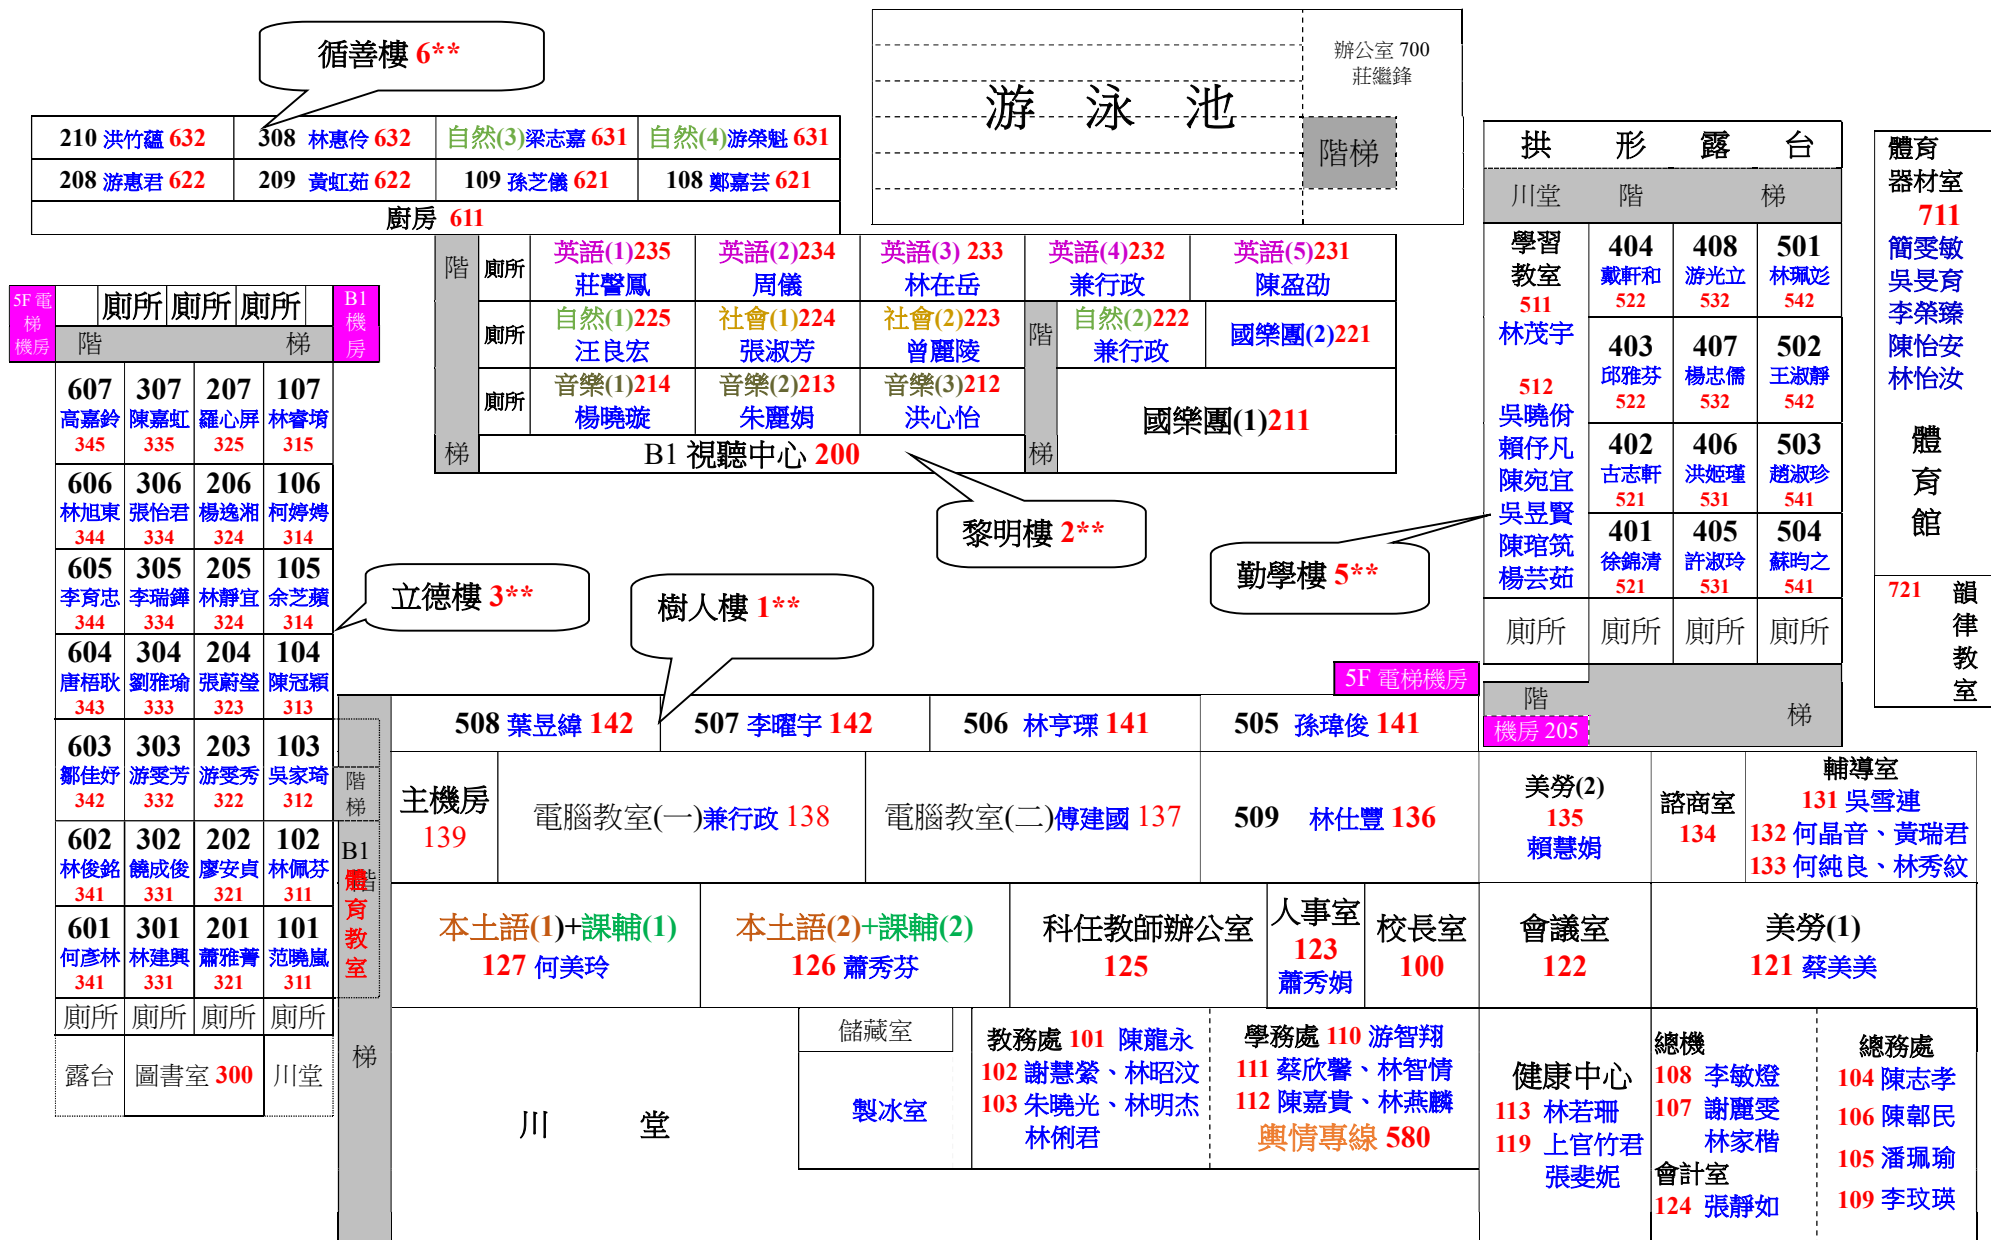 循善樓 6**
210 洪竹蘊 632
308 林惠伶 632
自然(3)梁志嘉 631
自然(4)游榮魁 631
208 游惠君 622
209 黃虹茹 622
109 孫芝儀 621
108 鄭嘉芸 621
廚房 611
游 泳 池
辦公室 700
莊繼鋒
階梯
階
梯
廁所
英語(1)235
莊謦鳳
英語(2)234
周儀
英語(3) 233
林在岳
英語(4)232
兼行政
英語(5)231
陳盈劭
廁所
自然(1)225
汪良宏
社會(1)224
張淑芳
社會(2)223
曾麗陵
階
梯
自然(2)222
兼行政
國樂團(2)221
廁所
音樂(1)214
楊曉璇
音樂(2)213
朱麗娟
音樂(3)212
洪心怡
國樂團(1)211
B1 視聽中心 200
黎明樓 2**
拱 形 露 台
川堂 階 梯
學習
教室
511
林茂宇
512
吳曉佾
賴伃凡
陳宛宜
吳昱賢
陳琯筑
楊芸茹
404
戴軒和
522
408
游光立
532
501
林珮彣
542
403
邱雅芬
522
407
楊忠儒
532
502
王淑靜
542
402
古志軒
521
406
洪姬瑾
531
503
趙淑珍
541
401
徐錦清
521
405
許淑玲
531
504
蘇昀之
541
廁所 廁所 廁所 廁所
階 梯
機房 205
勤學樓 5**
體育
器材室
711
簡雯敏
吳旻育
李榮臻
陳怡安
林怡汝
體
育
館
721 韻
律
教
室
5F 電
梯
機房
廁所 廁所 廁所
B1
機
房
階 梯
607
高嘉鈴
345
307
陳嘉虹
335
207
羅心屏
325
107
林睿堉
315
606
林旭東
344
306
張怡君
334
206
楊逸湘
324
106
柯婷娉
314
605
李育忠
344
305
李瑞鏵
334
205
林靜宜
324
105
余芝蘋
314
604
唐梧耿
343
304
劉雅瑜
333
204
張蔚瑩
323
104
陳冠穎
313
603
鄒佳妤
342
303
游雯芳
332
203
游雯秀
322
103
吳家琦
312
602
林俊銘
341
302
饒成俊
331
202
廖安貞
321
102
林佩芬
311
601
何彥林
341
301
林建興
331
201
蕭雅菁
321
101
范曉嵐
311
廁所 廁所 廁所 廁所
露台 圖書室 300 川堂
立德樓 3**
樹人樓 1**
階
梯
B1
體
育
教
室
階
梯
5F 電梯機房
508 葉昱緯 142
507 李曜宇 142
506 林亨瑮 141
505 孫瑋俊 141
主機房
139
電腦教室(一)兼行政 138
電腦教室(二)傅建國 137
509 林仕豐 136
美勞(2)
135
賴慧娟
諮商室
134
輔導室
131 吳雪連
132 何晶音、黃瑞君
133 何純良、林秀紋
本土語(1)+課輔(1)
127 何美玲
本土語(2)+課輔(2)
126 蕭秀芬
科任教師辦公室
125
人事室
123
蕭秀娟
校長室
100
會議室
122
美勞(1)
121 蔡美美
川 堂
儲藏室
製冰室
教務處 101 陳龍永
102 謝慧縈、林昭汶
103 朱曉光、林明杰
林俐君
學務處 110 游智翔
111 蔡欣馨、林智情
112 陳嘉貴、林燕麟
輿情專線 580
健康中心
113 林若珊
119 上官竹君
張斐妮
總機
108 李敏燈
107 謝麗雯
林家楷
會計室
124 張靜如
總務處
104 陳志孝
106 陳鄣民
105 潘珮瑜
109 李玟瑛